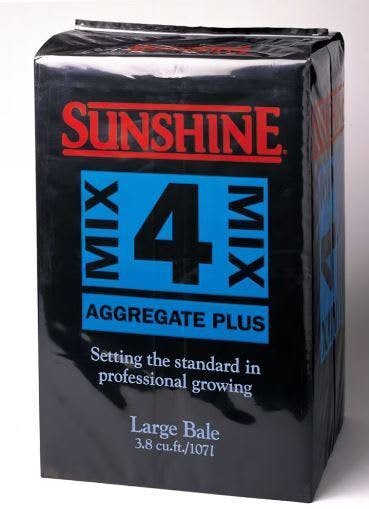 SUNSHINE®
MIX 4 MIX
AGGREGATE PLUS
Setting the standard in
professional growing
Large Bale
3.8 cu.ft./107l